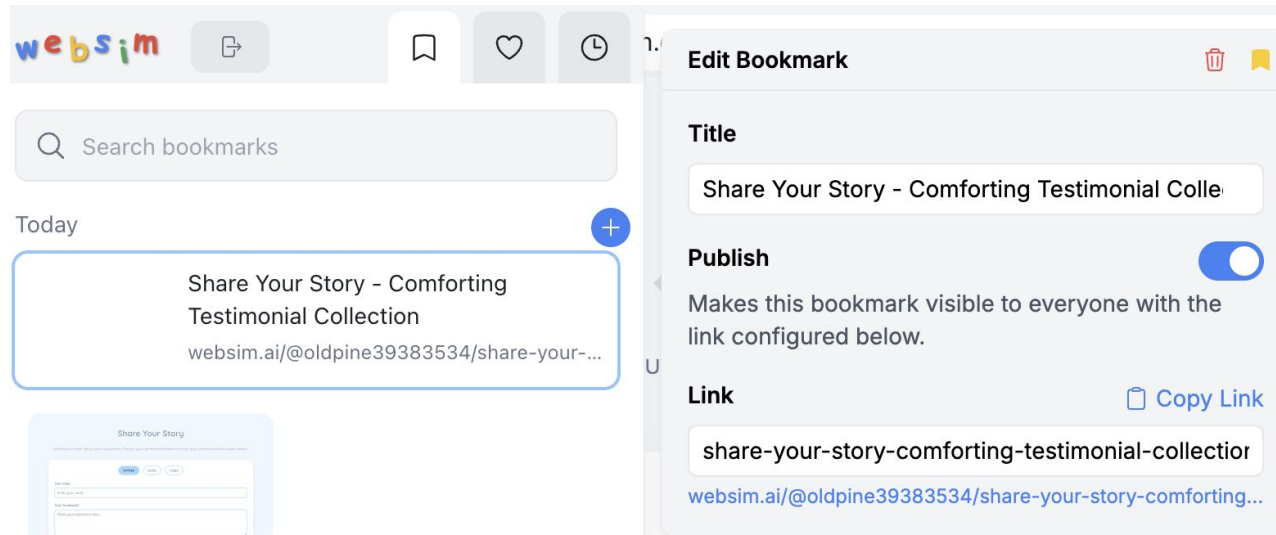 websim
Search bookmarks
Today
Share Your Story - Comforting
Testimonial Collection
websim.ai/@oldpine39383534/share-your-...
Share Your Story
Edit Bookmark
Title
Share Your Story - Comforting Testimonial Colle
Publish
Makes this bookmark visible to everyone with the
link configured below.
Link
Copy Link
share-your-story-comforting-testimonial-collection
websim.ai/@oldpine39383534/share-your-story-comforting...